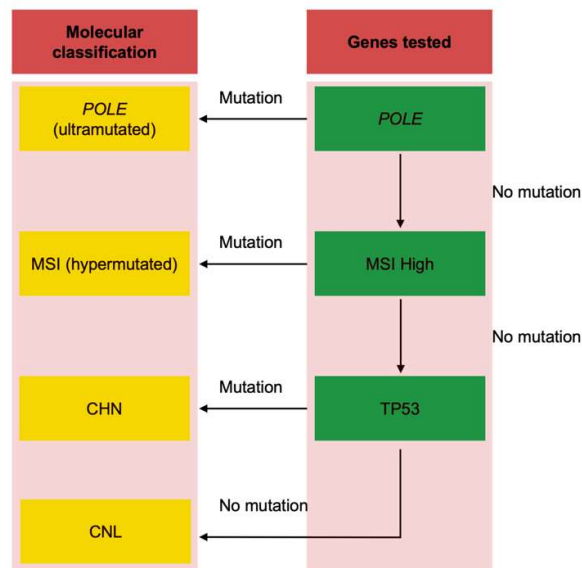 Molecular
classification
Genes tested
POLE
(ultramutated)
Mutation
POLE
No mutation
MSI (hypermutated)
Mutation
MSI High
No mutation
CHN
Mutation
TP53
No mutation
CNL